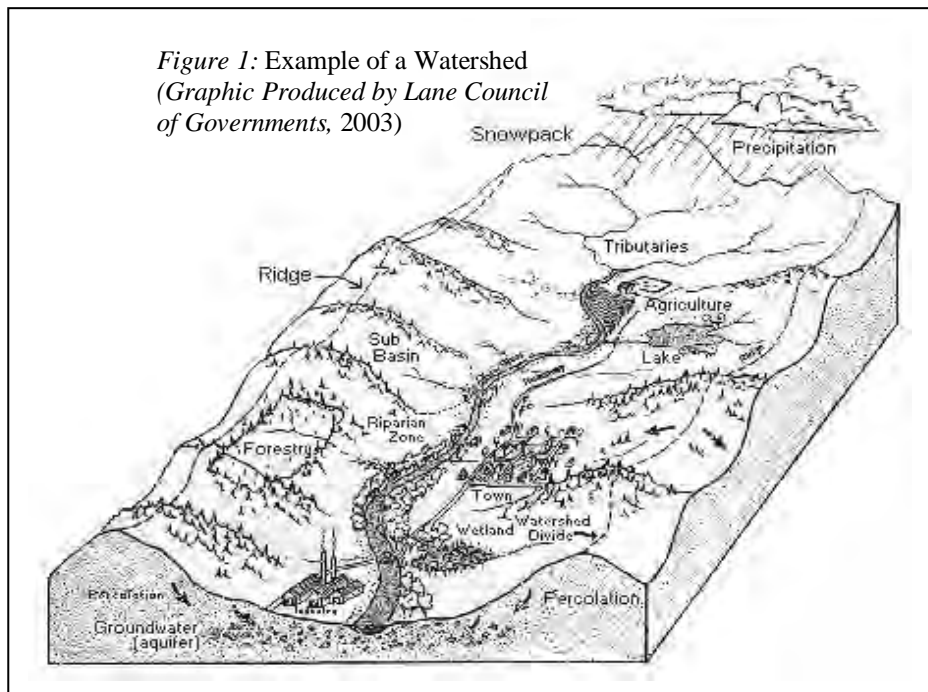 Figure 1: Example of a Watershed
(Graphic Produced by Lane Council
of Governments, 2003)
Snowpack
Precipitation
Tributaries
Ridge
Agriculture
Sub
Basin
Lake
Riparian
Zone
Forestry
Town
Wetland
Watershed
Divide
Percolation
Percolation
Groundwater
(aquifer)